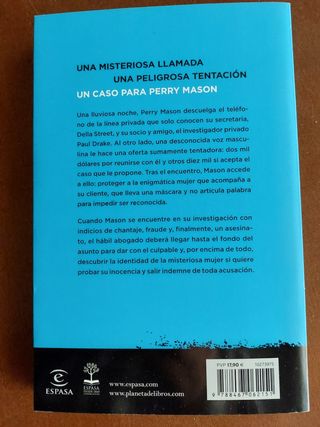 UNA MISTERIOSA LLAMADA
UNA PELIGROSA TENTACIÓN
UN CASO PARA PERRY MASON
Una lluviosa noche, Perry Mason descuelga el teléfo-
no de la línea privada que solo conocen su secretaria,
Della Street, y su socio y amigo, el investigador privado
Paul Drake. Al otro lado, una desconocida voz mascu-
lina le hace una oferta sumamente tentadora: dos mil
dólares por reunirse con él y otros diez mil si acepta el
caso que le propone. Tras el encuentro, Mason accede
a ello: proteger a la enigmática mujer que acompaña a
su cliente, que lleva una máscara y no articula palabra
para impedir ser reconocida.
Cuando Mason se encuentre en su investigación con
indicios de chantaje, fraude y, finalmente, un asesina-
to, el hábil abogado deberá llegar hasta el fondo del
asunto para dar con el culpable y, por encima de todo,
descubrir la identidad de la misteriosa mujer si quiere
probar su inocencia y salir indemne de toda acusación.
PVP 17,90 €
10273975
ESPASA
ESPASA
www.espasa.com
www.planetadelibros.com
9 788467 062151